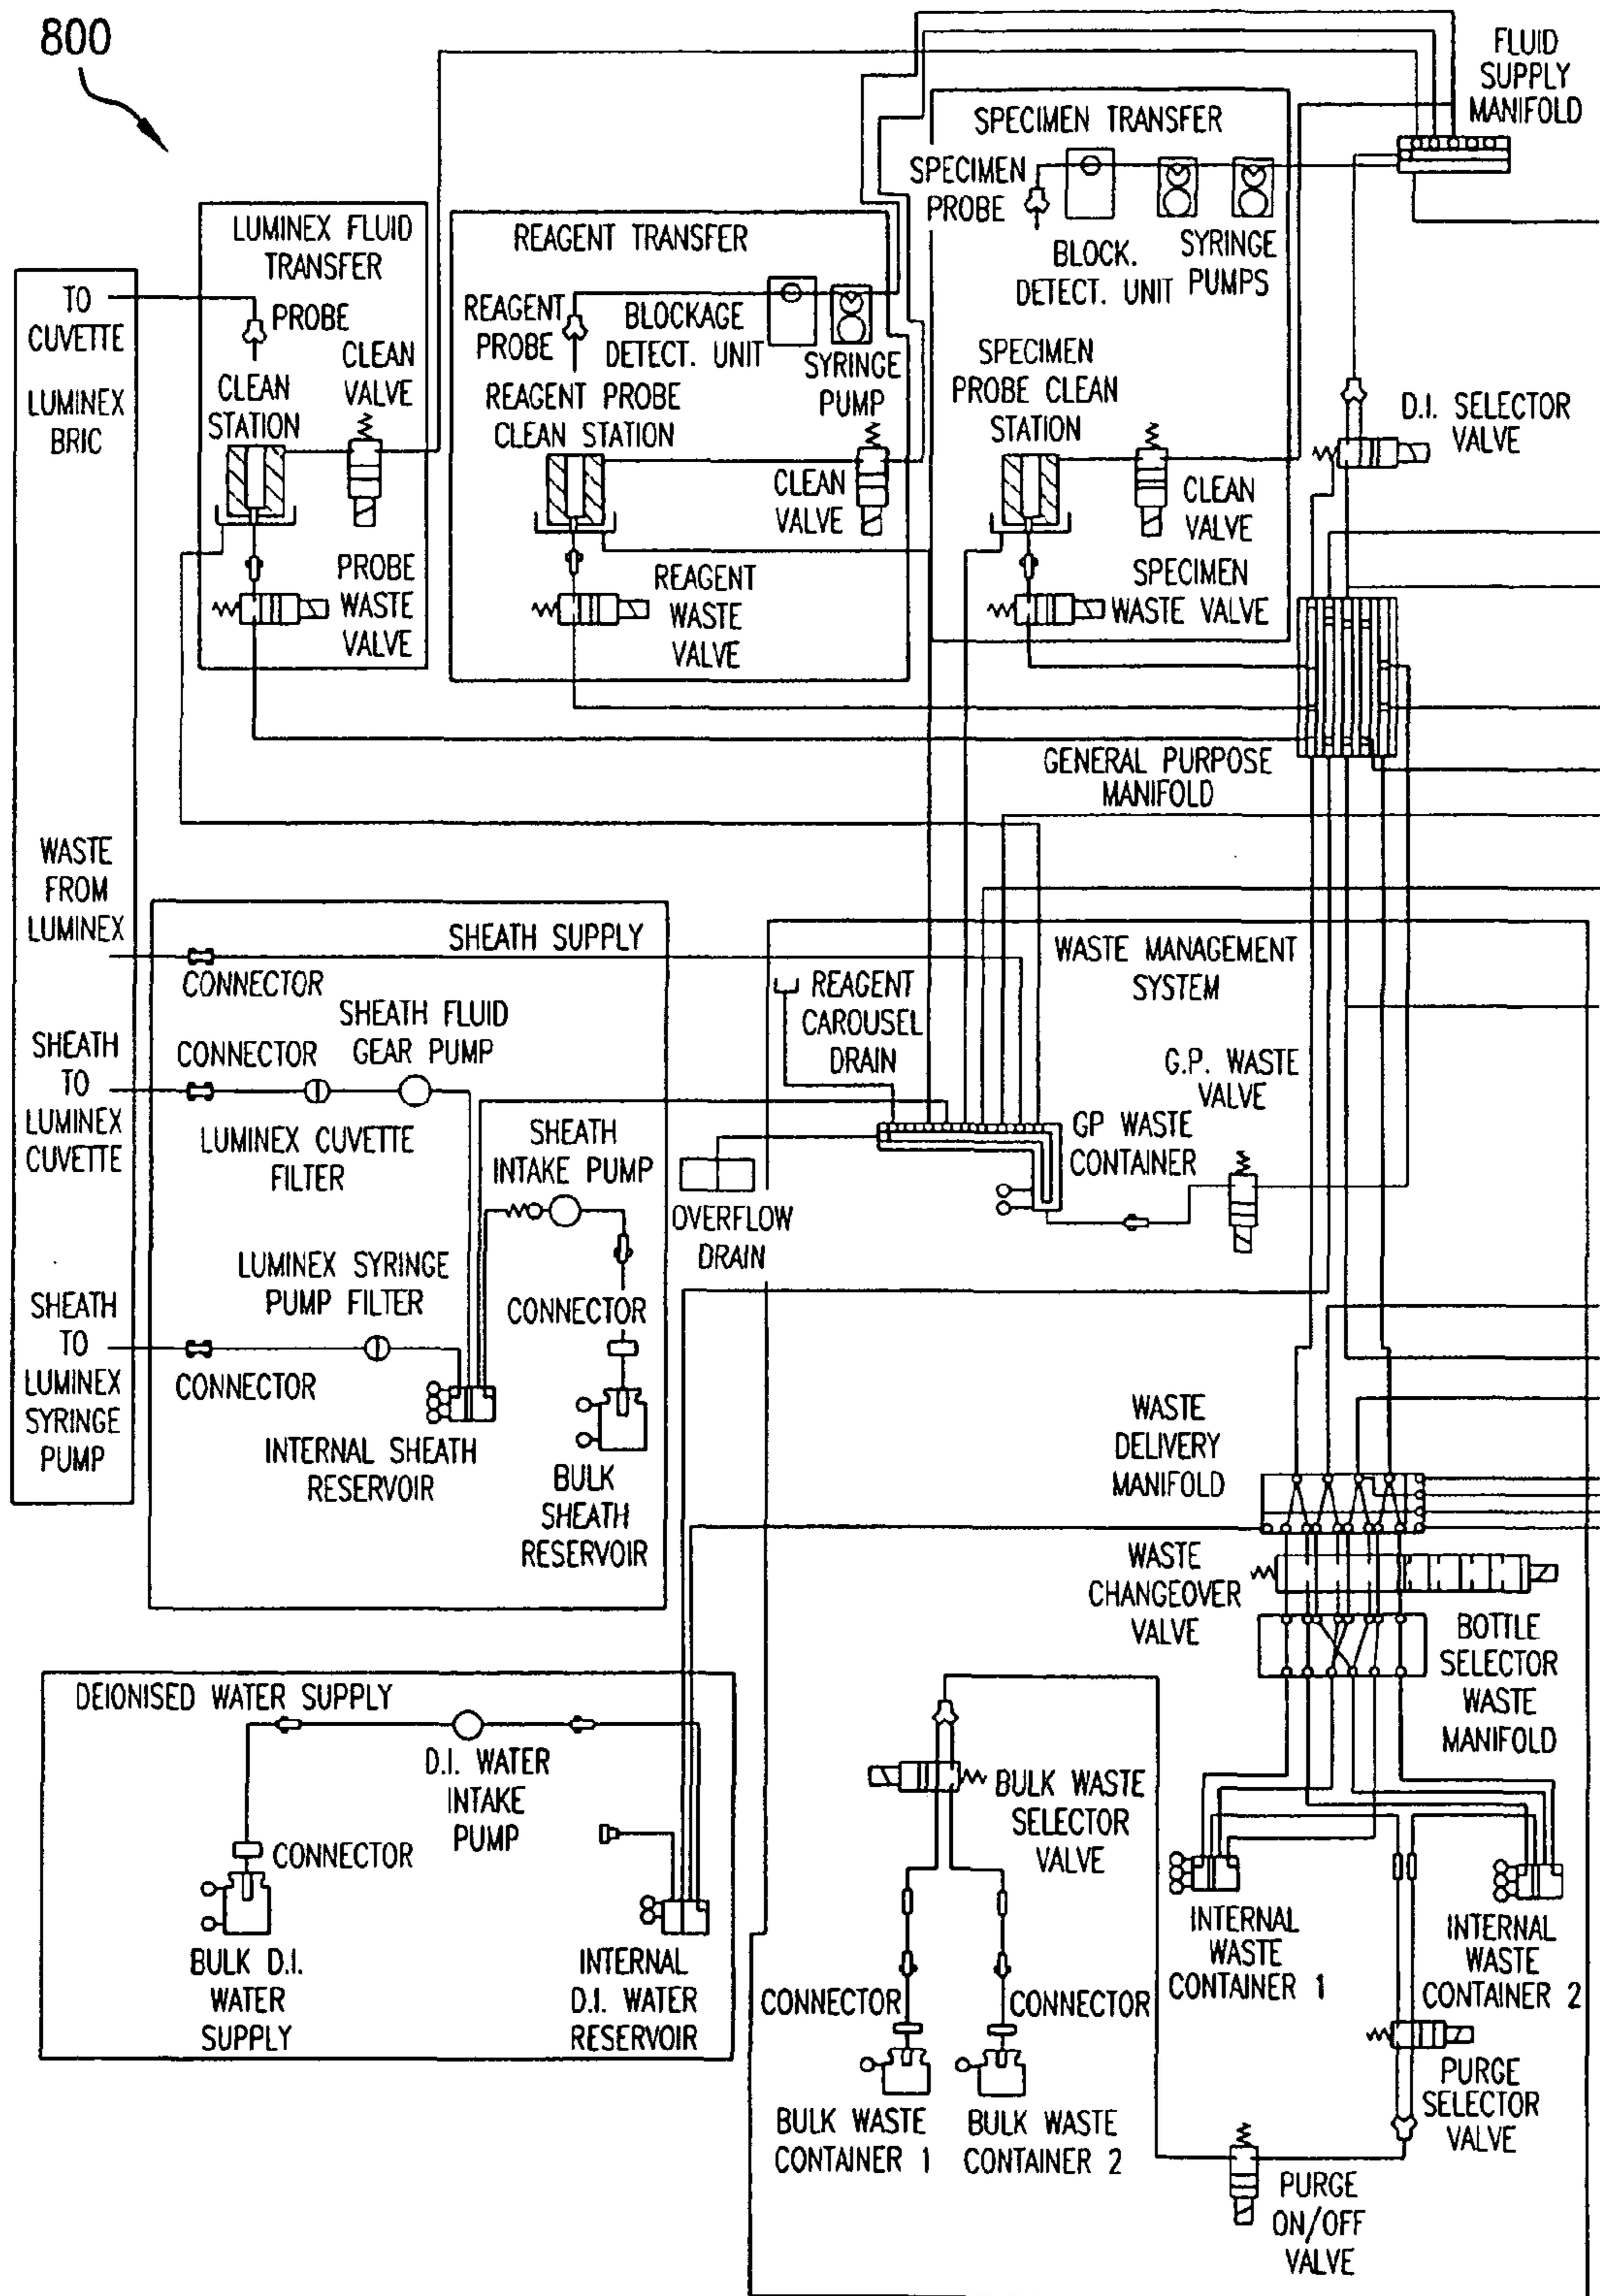 800
FLUID
SUPPLY
MANIFOLD
SPECIMEN TRANSFER
SPECIMEN
PROBE
BLOCK.
DETECT. UNIT
SYRINGE
PUMPS
LUMINEX FLUID
TRANSFER
PROBE
CLEAN
VALVE
CLEAN
STATION
PROBE
WASTE
VALVE
REAGENT TRANSFER
REAGENT
PROBE
BLOCKAGE
DETECT. UNIT
SYRINGE
PUMP
REAGENT PROBE
CLEAN STATION
CLEAN
VALVE
REAGENT
WASTE
VALVE
SPECIMEN
PROBE CLEAN
STATION
CLEAN
VALVE
SPECIMEN
WASTE VALVE
D.I. SELECTOR
VALVE
TO
CUVETTE
LUMINEX
BRIC
GENERAL PURPOSE
MANIFOLD
WASTE
FROM
LUMINEX
SHEATH
TO
LUMINEX
CUVETTE
SHEATH
TO
LUMINEX
SYRINGE
PUMP
SHEATH SUPPLY
CONNECTOR
SHEATH FLUID
GEAR PUMP
CONNECTOR
LUMINEX CUVETTE
FILTER
SHEATH
INTAKE PUMP
LUMINEX SYRINGE
PUMP FILTER
CONNECTOR
CONNECTOR
INTERNAL SHEATH
RESERVOIR
BULK
SHEATH
RESERVOIR
WASTE MANAGEMENT
SYSTEM
REAGENT
CAROUSEL
DRAIN
G.P. WASTE
VALVE
GP WASTE
CONTAINER
OVERFLOW
DRAIN
WASTE
DELIVERY
MANIFOLD
WASTE
CHANGEOVER
VALVE
BOTTLE
SELECTOR
WASTE
MANIFOLD
DEIONISED WATER SUPPLY
D.I. WATER
INTAKE
PUMP
CONNECTOR
BULK D.I.
WATER
SUPPLY
INTERNAL
D.I. WATER
RESERVOIR
BULK WASTE
SELECTOR
VALVE
INTERNAL
WASTE
CONTAINER 1
INTERNAL
WASTE
CONTAINER 2
CONNECTOR
CONNECTOR
BULK WASTE
CONTAINER 1
BULK WASTE
CONTAINER 2
PURGE
SELECTOR
VALVE
PURGE
ON/OFF
VALVE